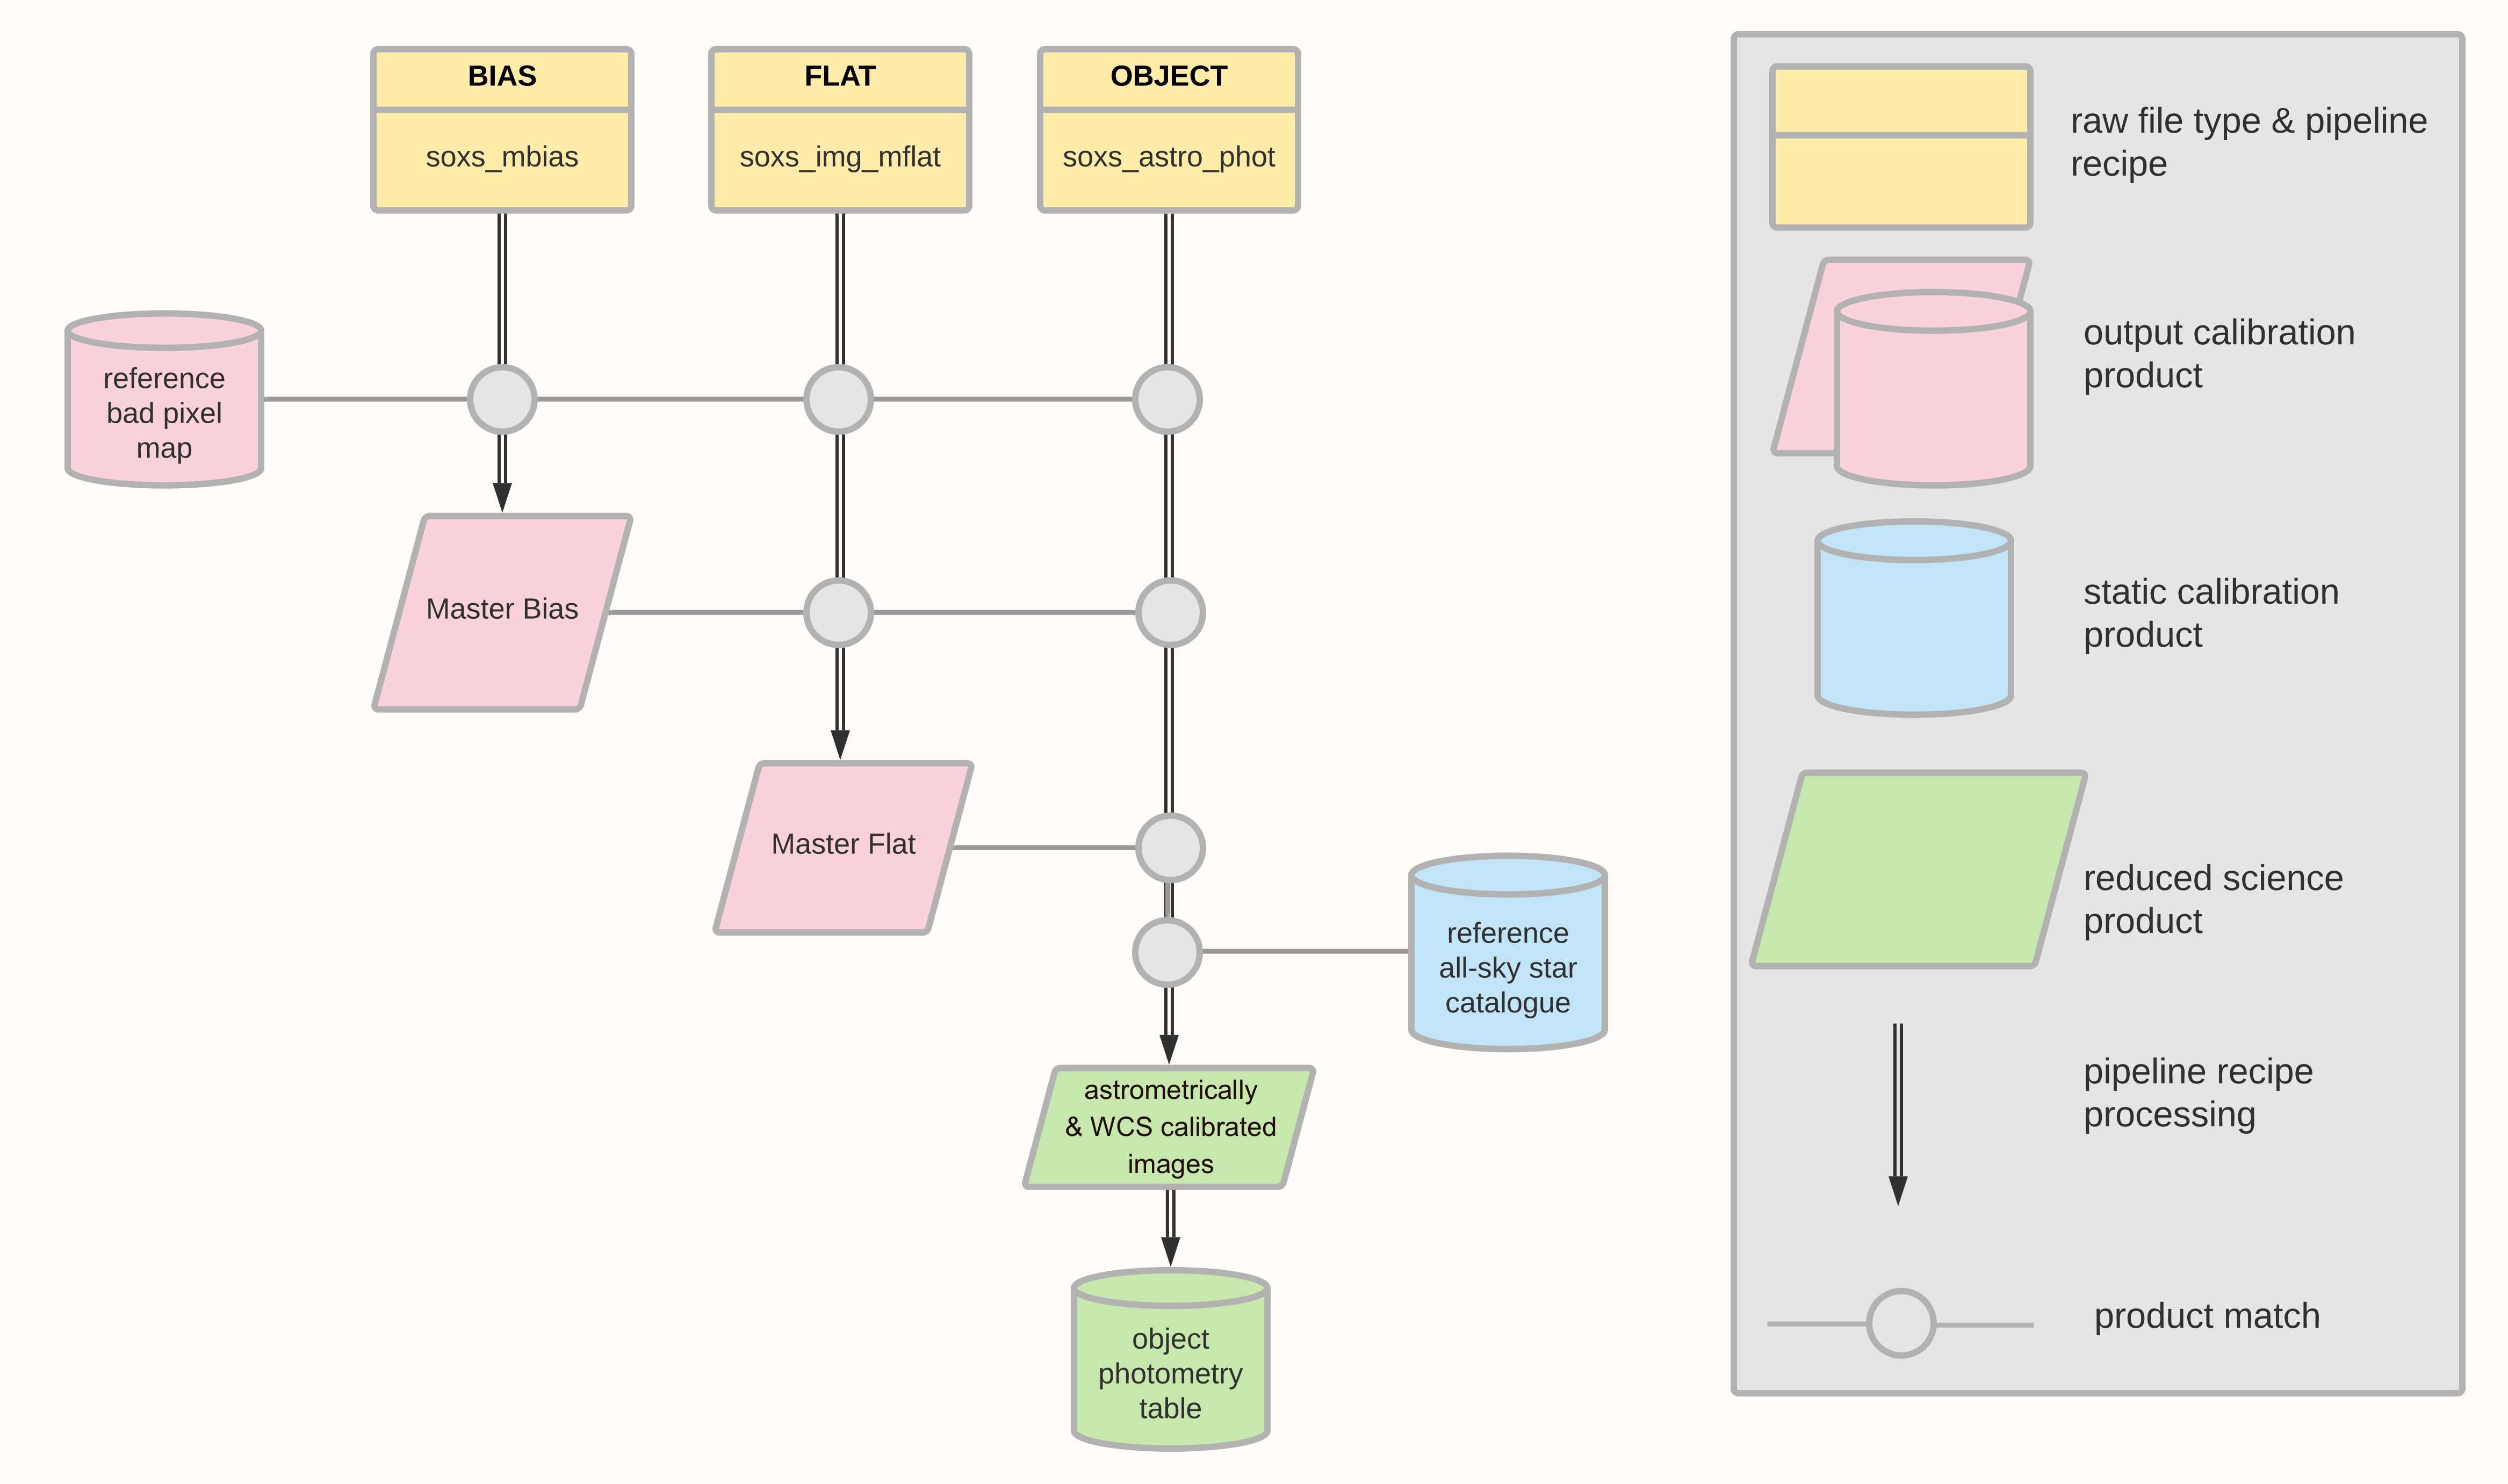 BIAS
soxs_mbias
FLAT
soxs_img_mflat
OBJECT
soxs_astro_phot
reference
bad pixel
map
Master Bias
Master Flat
reference
all-sky star
catalogue
astrometrically
& WCS calibrated
images
object
photometry
table
raw file type & pipeline
recipe
output calibration
product
static calibration
product
reduced science
product
pipeline recipe
processing
product match